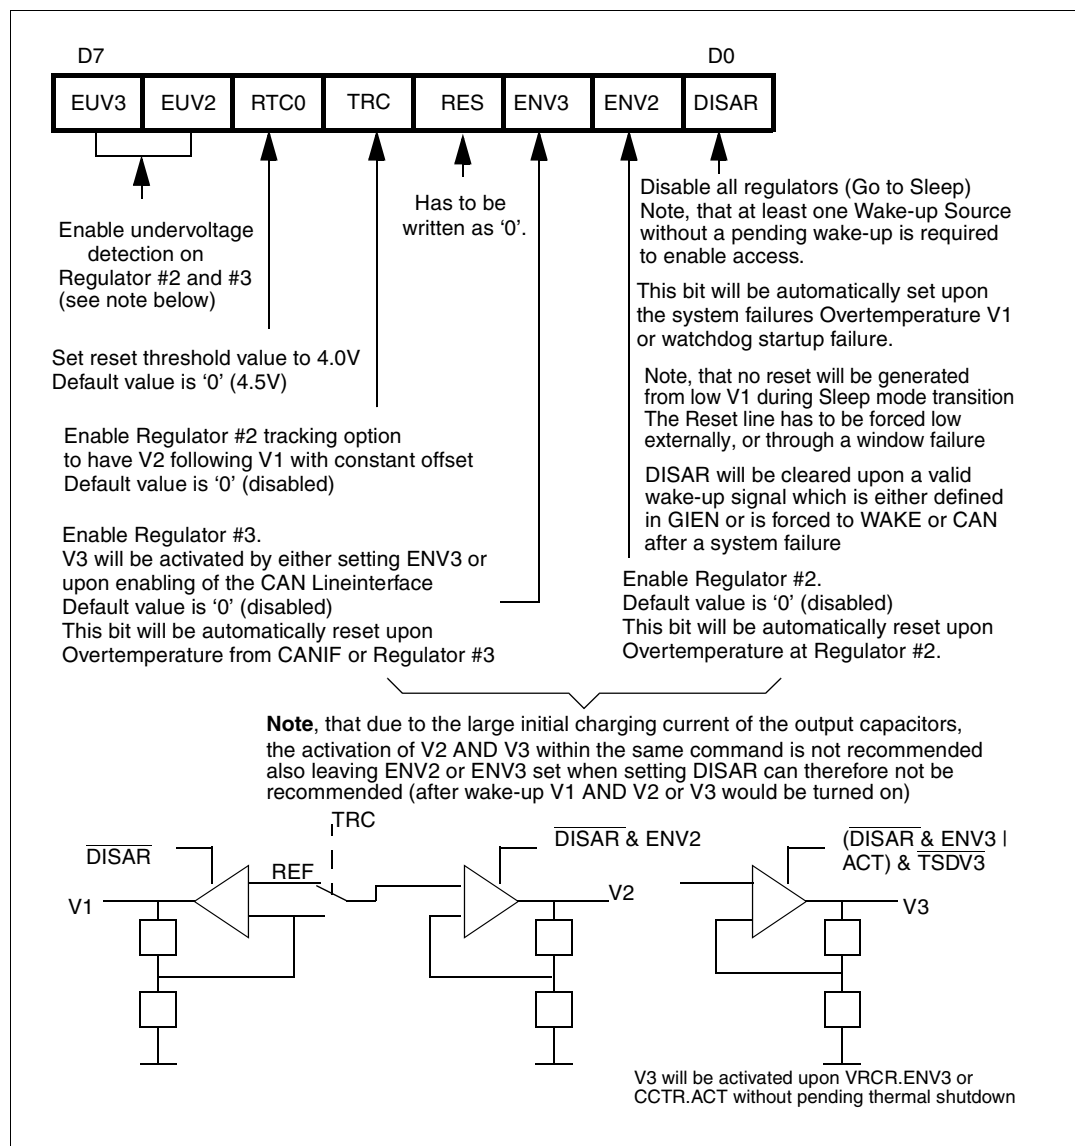 D7 D0
EUV3 EUV2 RTC0 TRC RES ENV3 ENV2 DISAR
Enable undervoltage
detection on
Regulator #2 and #3
(see note below)
Has to be
written as ‘0’.
Disable all regulators (Go to Sleep)
Note, that at least one Wake-up Source
without a pending wake-up is required
to enable access.
This bit will be automatically set upon
the system failures Overtemperature V1
or watchdog startup failure.
Note, that no reset will be generated
from low V1 during Sleep mode transition
The Reset line has to be forced low
externally, or through a window failure
DISAR will be cleared upon a valid
wake-up signal which is either defined
in GIEN or is forced to WAKE or CAN
after a system failure
Set reset threshold value to 4.0V
Default value is ‘0’ (4.5V)
Enable Regulator #2 tracking option
to have V2 following V1 with constant offset
Default value is ‘0’ (disabled)
Enable Regulator #3.
V3 will be activated by either setting ENV3 or
upon enabling of the CAN Lineinterface
Default value is ‘0’ (disabled)
This bit will be automatically reset upon
Overtemperature from CANIF or Regulator #3
Enable Regulator #2.
Default value is ‘0’ (disabled)
This bit will be automatically reset upon
Overtemperature at Regulator #2.
Note, that due to the large initial charging current of the output capacitors,
the activation of V2 AND V3 within the same command is not recommended
also leaving ENV2 or ENV3 set when setting DISAR can therefore not be
recommended (after wake-up V1 AND V2 or V3 would be turned on)
TRC
DISAR
REF
V1
DISAR & ENV2
V2
(DISAR & ENV3 |
ACT) & TSDV3
V3
V3 will be activated upon VRCR.ENV3 or
CCTR.ACT without pending thermal shutdown